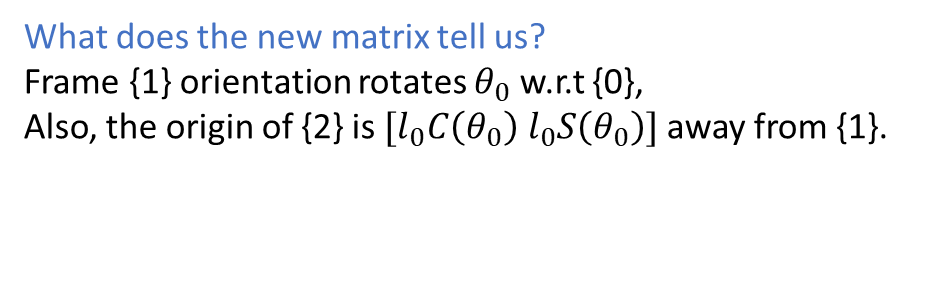 What does the new matrix tell us?
Frame {1} orientation rotates θ₀ w.r.t {0},
Also, the origin of {2} is [l₀C(θ₀) l₀S(θ₀)] away from {1}.